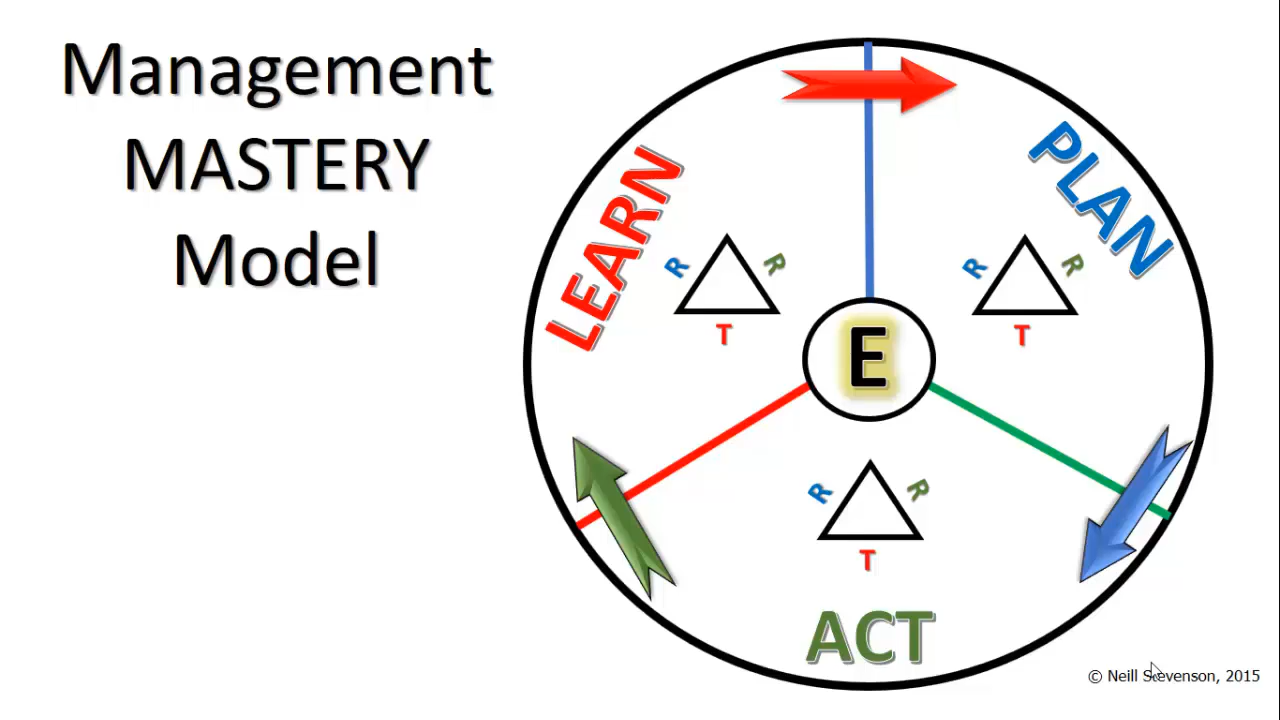 Management
MASTERY
Model
LEARN
PLAN
R
R
T
R
R
T
E
R
R
T
ACT
© Neill Stevenson, 2015